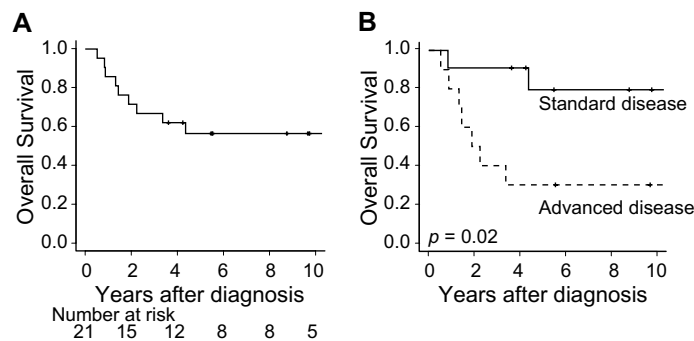 A
1.0
0.8
0.6
0.4
0.2
0.0
Overall Survival
0 2 4 6 8 10
Years after diagnosis
Number at risk
21 15 12 8 8 5
B
1.0
0.8
0.6
0.4
0.2
0.0
Overall Survival
Standard disease
Advanced disease
p = 0.02
0 2 4 6 8 10
Years after diagnosis